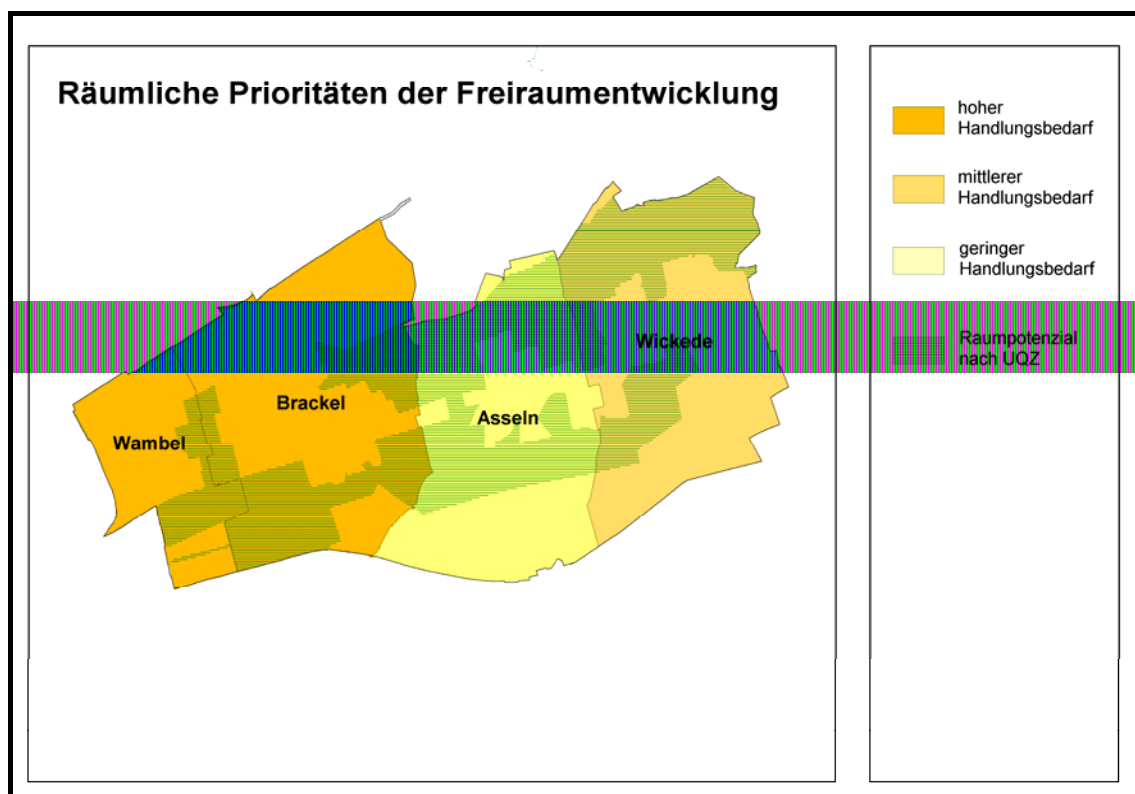 Räumliche Prioritäten der Freiraumentwicklung
hoher
Handlungsbedarf
mittlerer
Handlungsbedarf
geringer
Handlungsbedarf
Raumpotenzial
nach UQZ
Wickede
Brackel
Asseln
Wambel